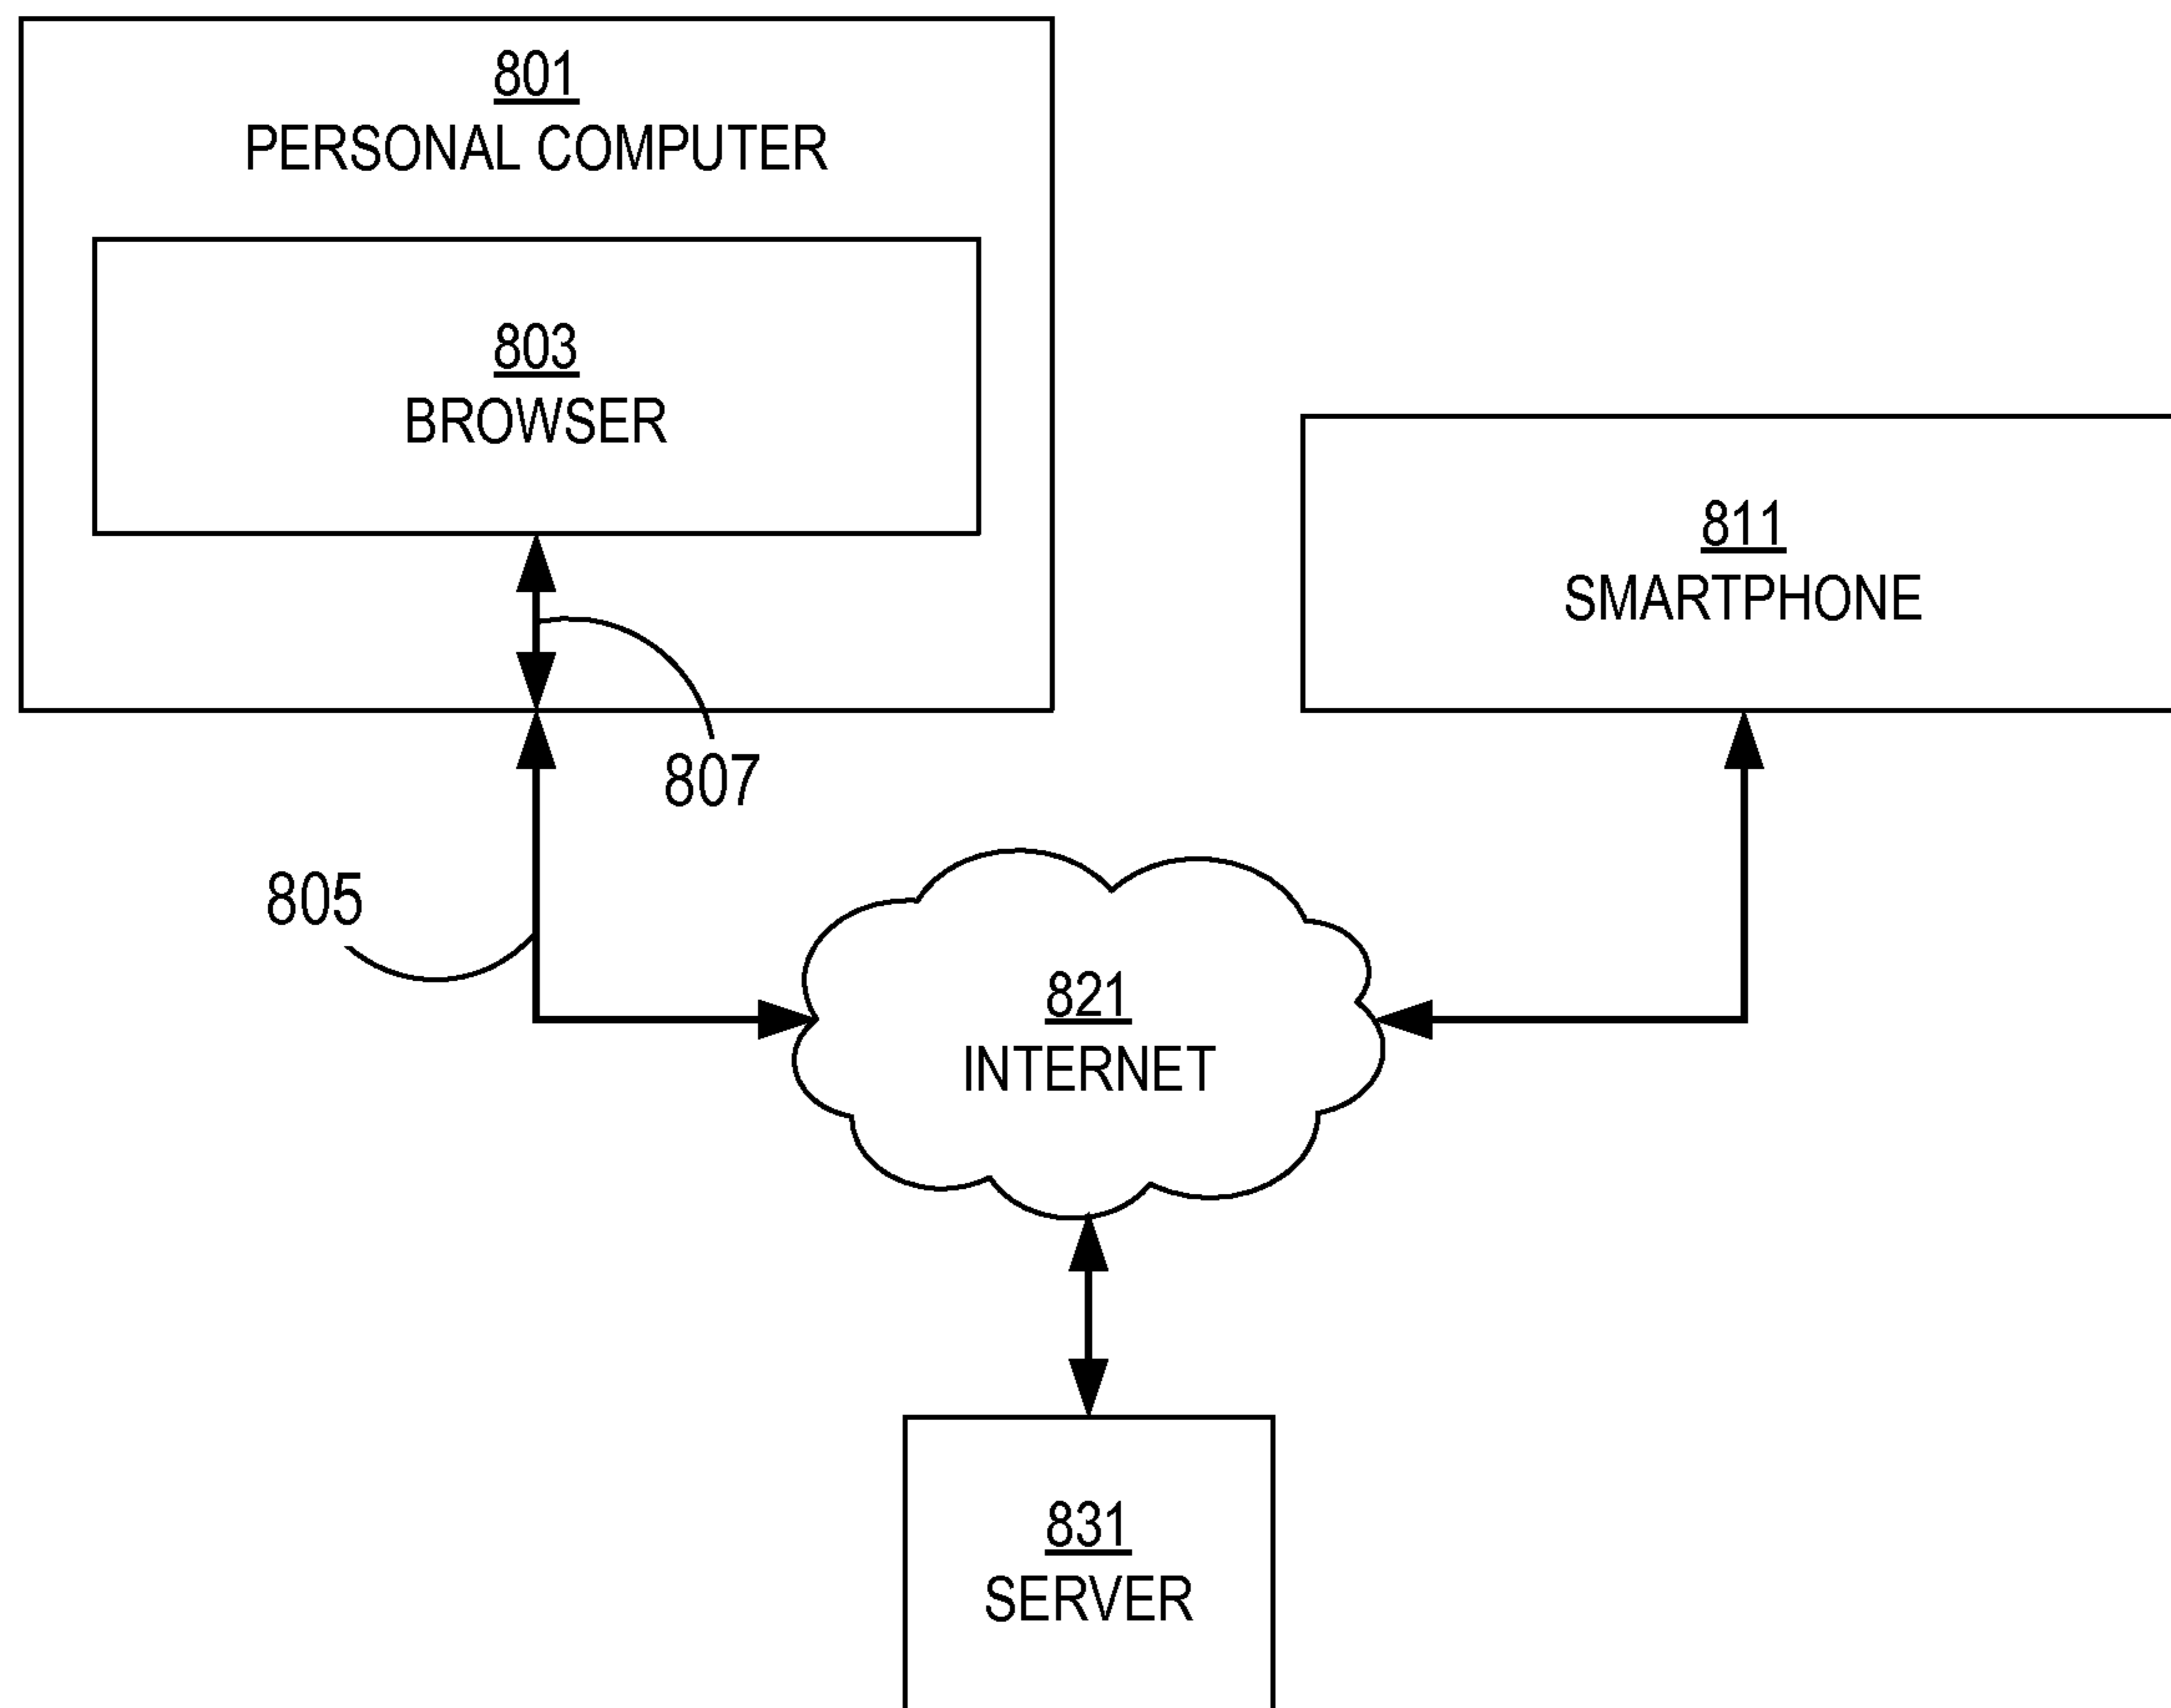 801
PERSONAL COMPUTER
803
BROWSER
811
SMARTPHONE
807
805
821
INTERNET
831
SERVER